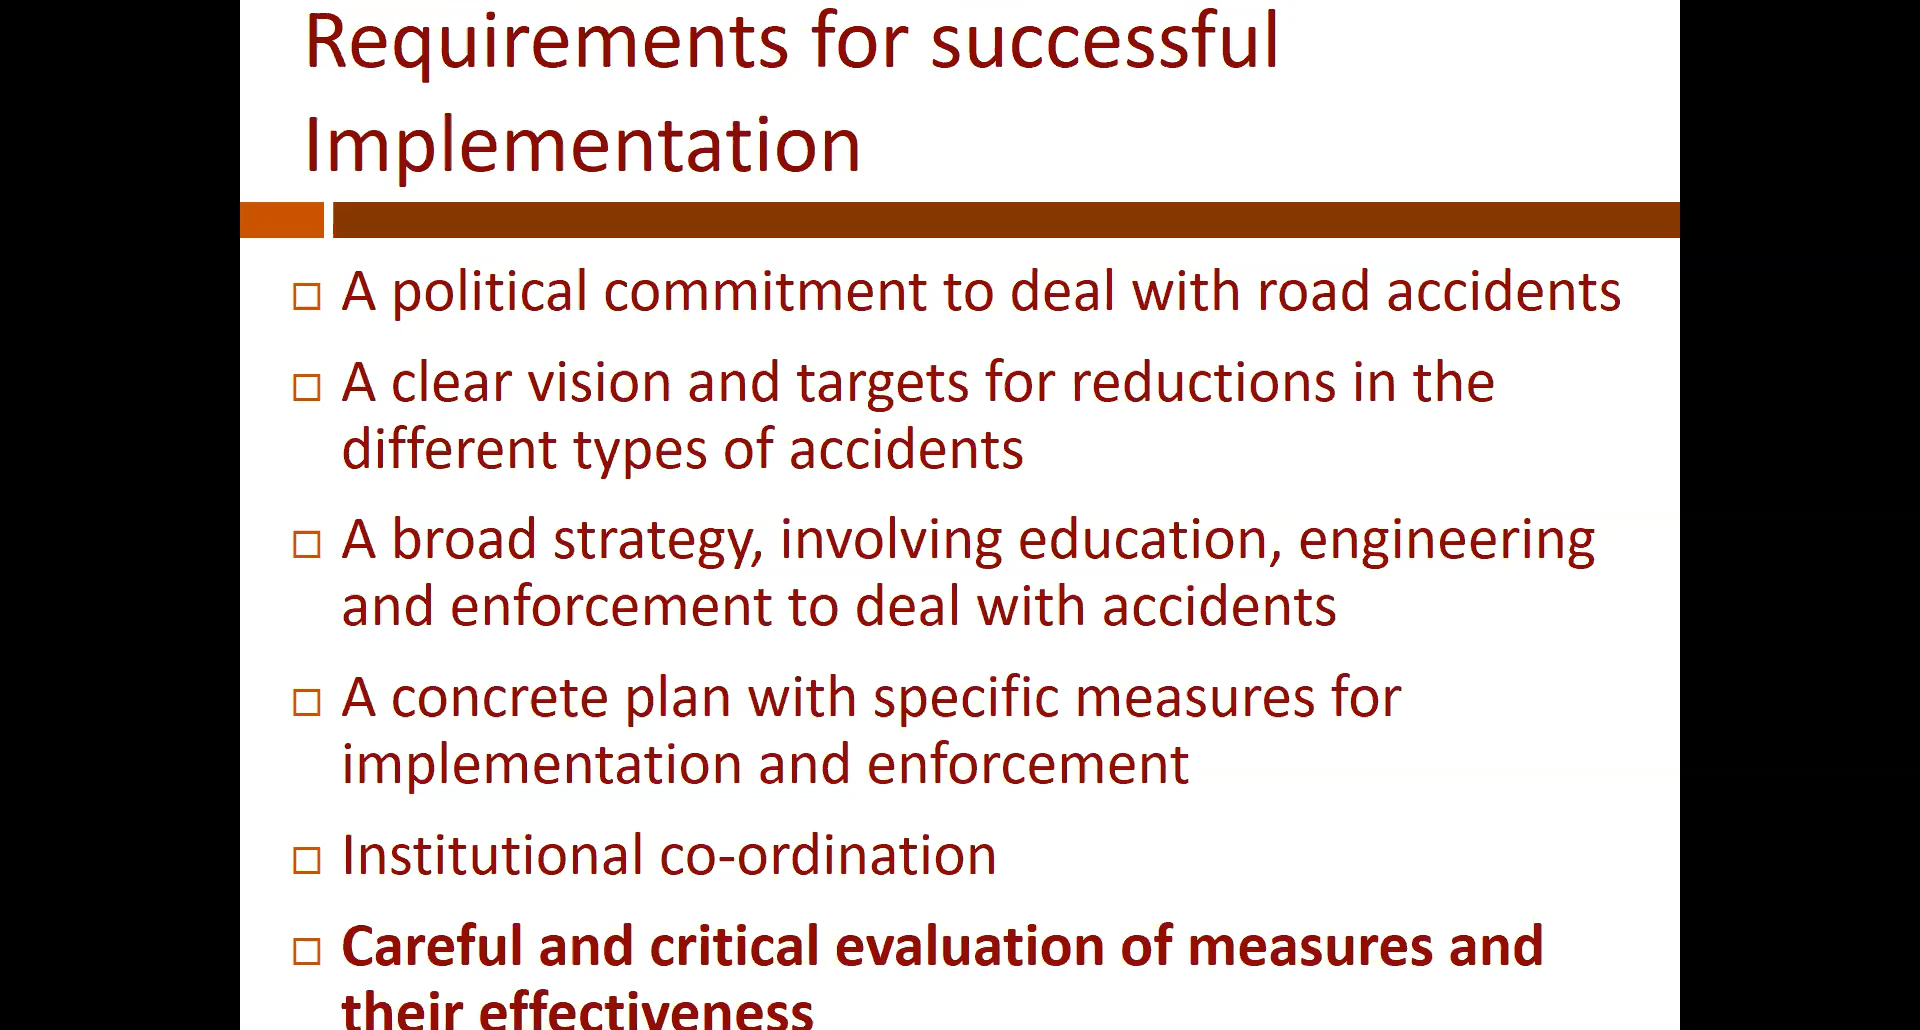 Requirements for successful
Implementation
A political commitment to deal with road accidents
A clear vision and targets for reductions in the
different types of accidents
A broad strategy, involving education, engineering
and enforcement to deal with accidents
A concrete plan with specific measures for
implementation and enforcement
Institutional co-ordination
Careful and critical evaluation of measures and
their effectiveness